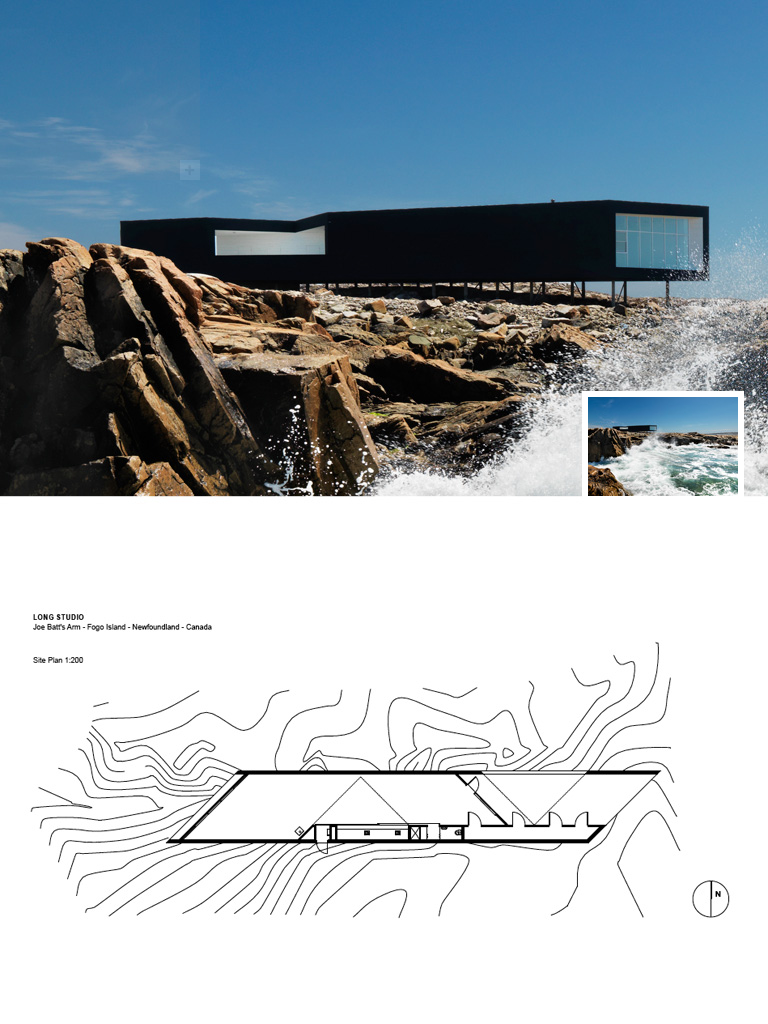 LONG STUDIO
Joe Batt's Arm - Fogo Island - Newfoundland - Canada
Site Plan 1:200
N